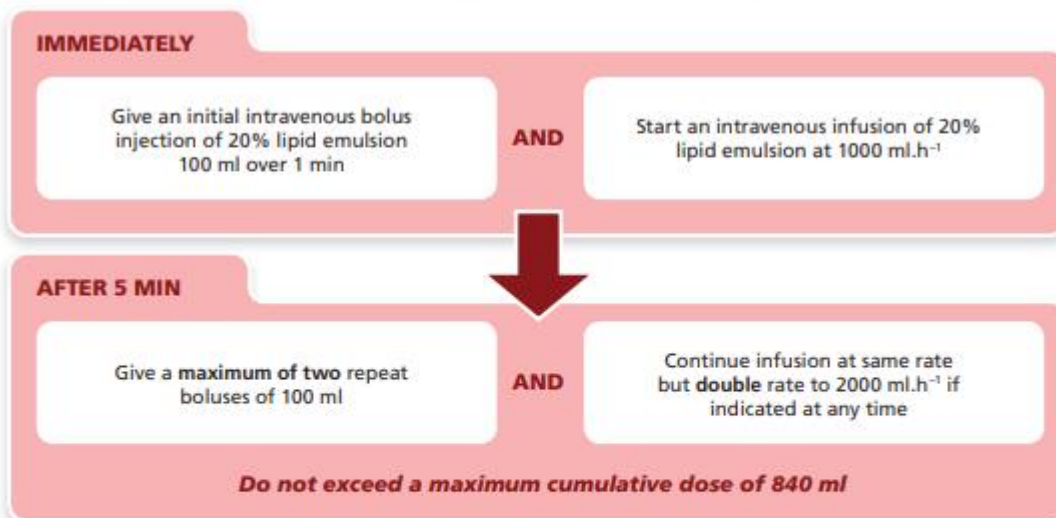 IMMEDIATELY
Give an initial intravenous bolus
injection of 20% lipid emulsion
100 ml over 1 min
AND
Start an intravenous infusion of 20%
lipid emulsion at 1000 ml.h⁻¹
AFTER 5 MIN
Give a maximum of two repeat
boluses of 100 ml
AND
Continue infusion at same rate
but double rate to 2000 ml.h⁻¹ if
indicated at any time
Do not exceed a maximum cumulative dose of 840 ml